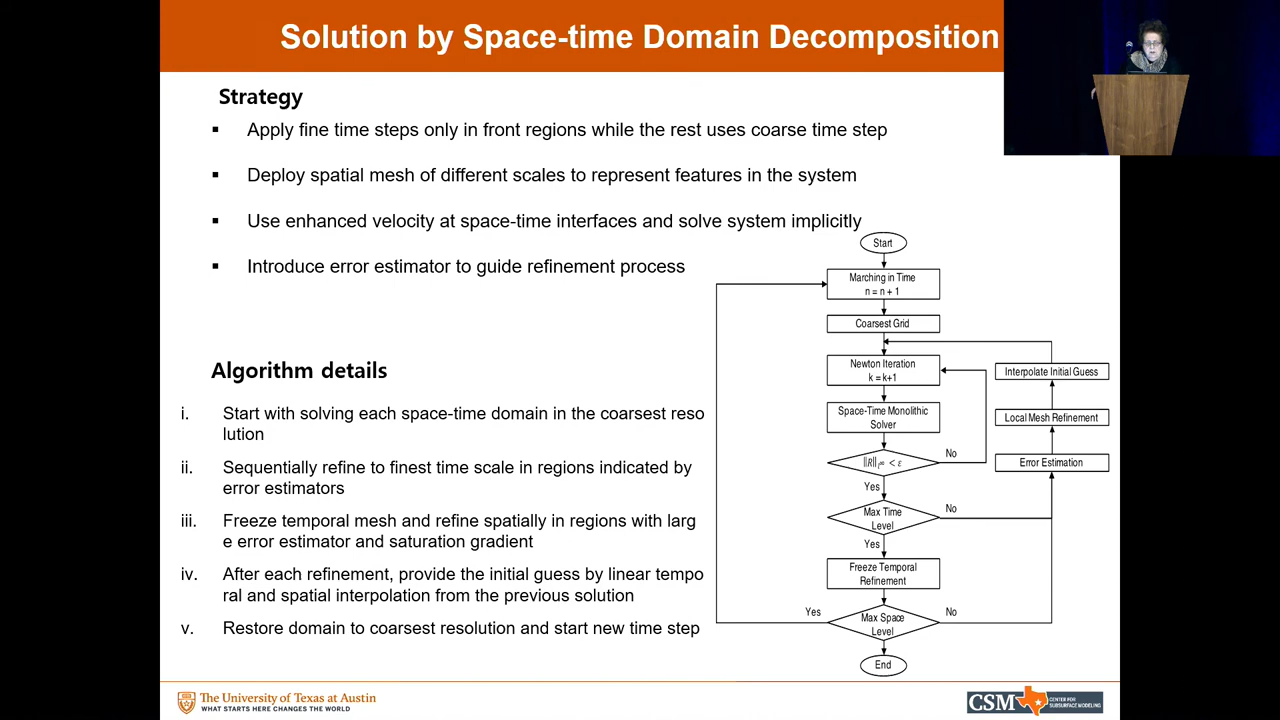 Solution by Space-time Domain Decomposition
Strategy
▪ Apply fine time steps only in front regions while the rest uses coarse time step
▪ Deploy spatial mesh of different scales to represent features in the system
▪ Use enhanced velocity at space-time interfaces and solve system implicitly
▪ Introduce error estimator to guide refinement process
Algorithm details
i. Start with solving each space-time domain in the coarsest reso
lution
ii. Sequentially refine to finest time scale in regions indicated by
error estimators
iii. Freeze temporal mesh and refine spatially in regions with larg
e error estimator and saturation gradient
iv. After each refinement, provide the initial guess by linear tempo
ral and spatial interpolation from the previous solution
v. Restore domain to coarsest resolution and start new time step
Start
Marching in Time
n = n + 1
Coarsest Grid
Newton Iteration
k = k+1
Space-Time Monolithic
Solver
||R||_{l^∞} < ε
No
Yes
Max Time
Level
No
Yes
Freeze Temporal
Refinement
Max Space
Level
Yes
No
End
Interpolate Initial Guess
Local Mesh Refinement
Error Estimation
The University of Texas at Austin
WHAT STARTS HERE CHANGES THE WORLD
CSM
CENTER FOR
SUBSURFACE MODELING